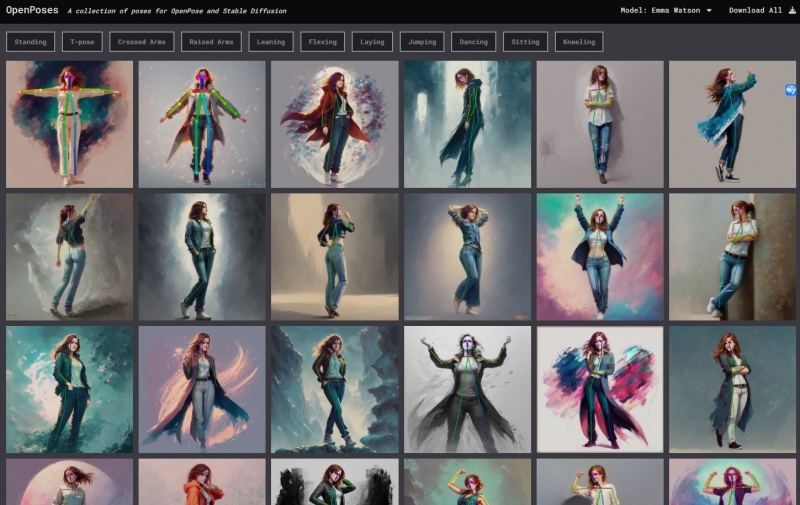 OpenPoses A collection of poses for OpenPose and Stable Diffusion Model: Emma Watson Download All
Standing T-pose Crossed Arms Raised Arms Leaning Flexing Laying Jumping Dancing Sitting Kneeling